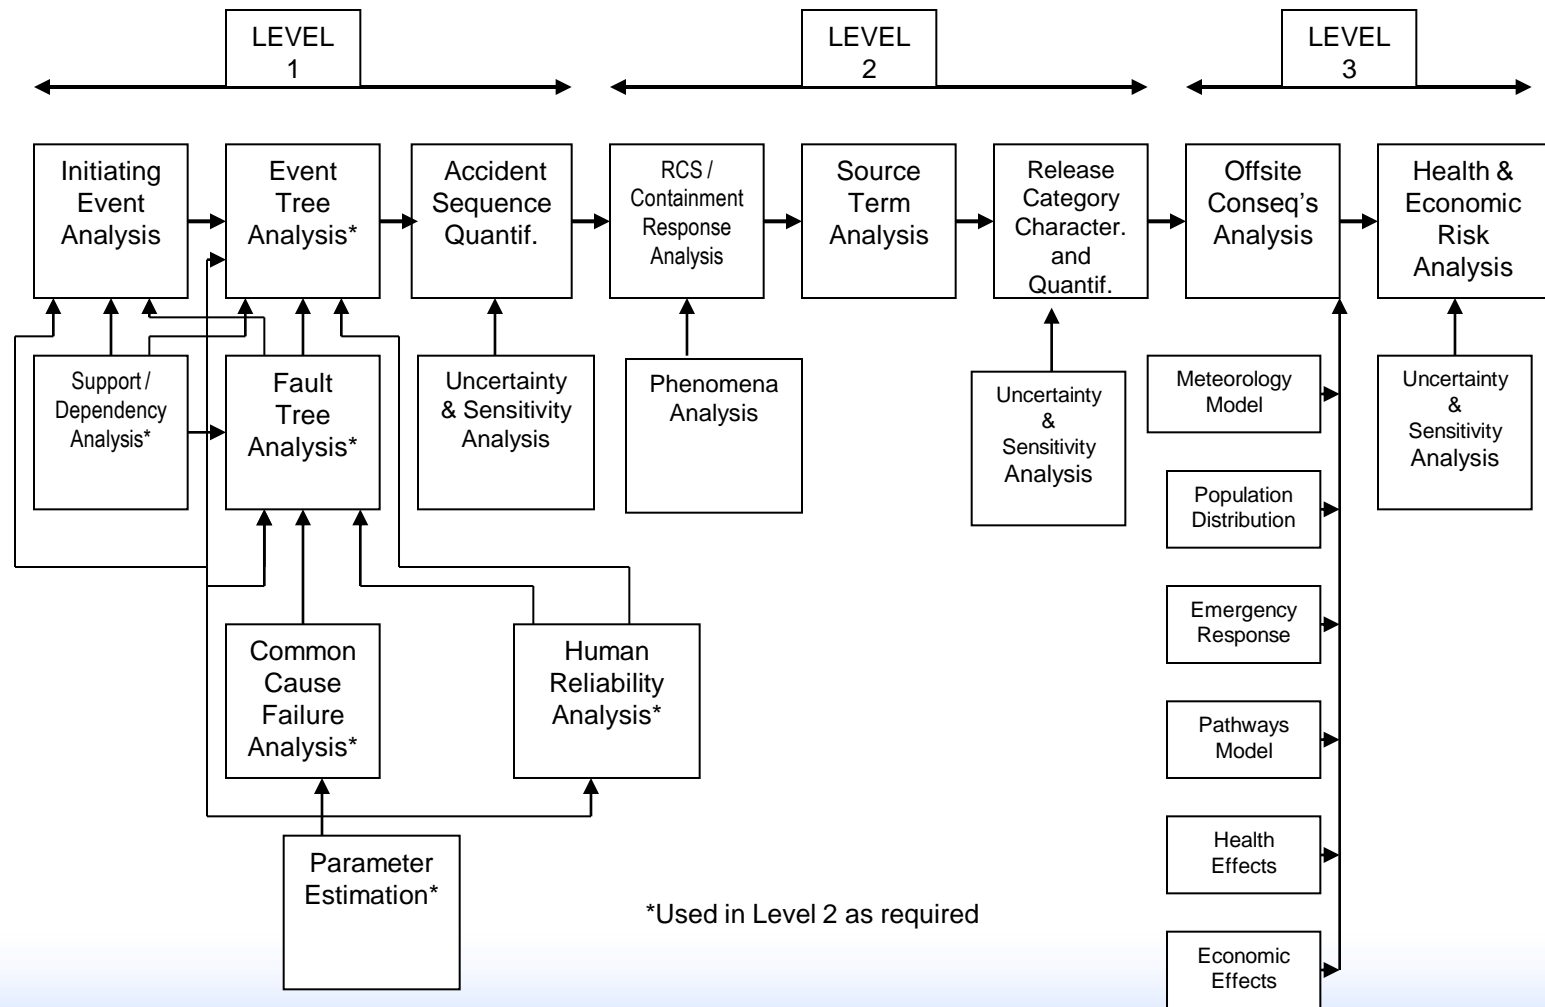 LEVEL
1
LEVEL
2
LEVEL
3
Initiating
Event
Analysis
Event
Tree
Analysis*
Accident
Sequence
Quantif.
RCS /
Containment
Response
Analysis
Source
Term
Analysis
Release
Category
Character.
and
Quantif.
Offsite
Conseq’s
Analysis
Health &
Economic
Risk
Analysis
Support /
Dependency
Analysis*
Fault
Tree
Analysis*
Uncertainty
& Sensitivity
Analysis
Phenomena
Analysis
Uncertainty
&
Sensitivity
Analysis
Meteorology
Model
Population
Distribution
Emergency
Response
Pathways
Model
Health
Effects
Economic
Effects
Uncertainty
&
Sensitivity
Analysis
Common
Cause
Failure
Analysis*
Human
Reliability
Analysis*
Parameter
Estimation*
*Used in Level 2 as required